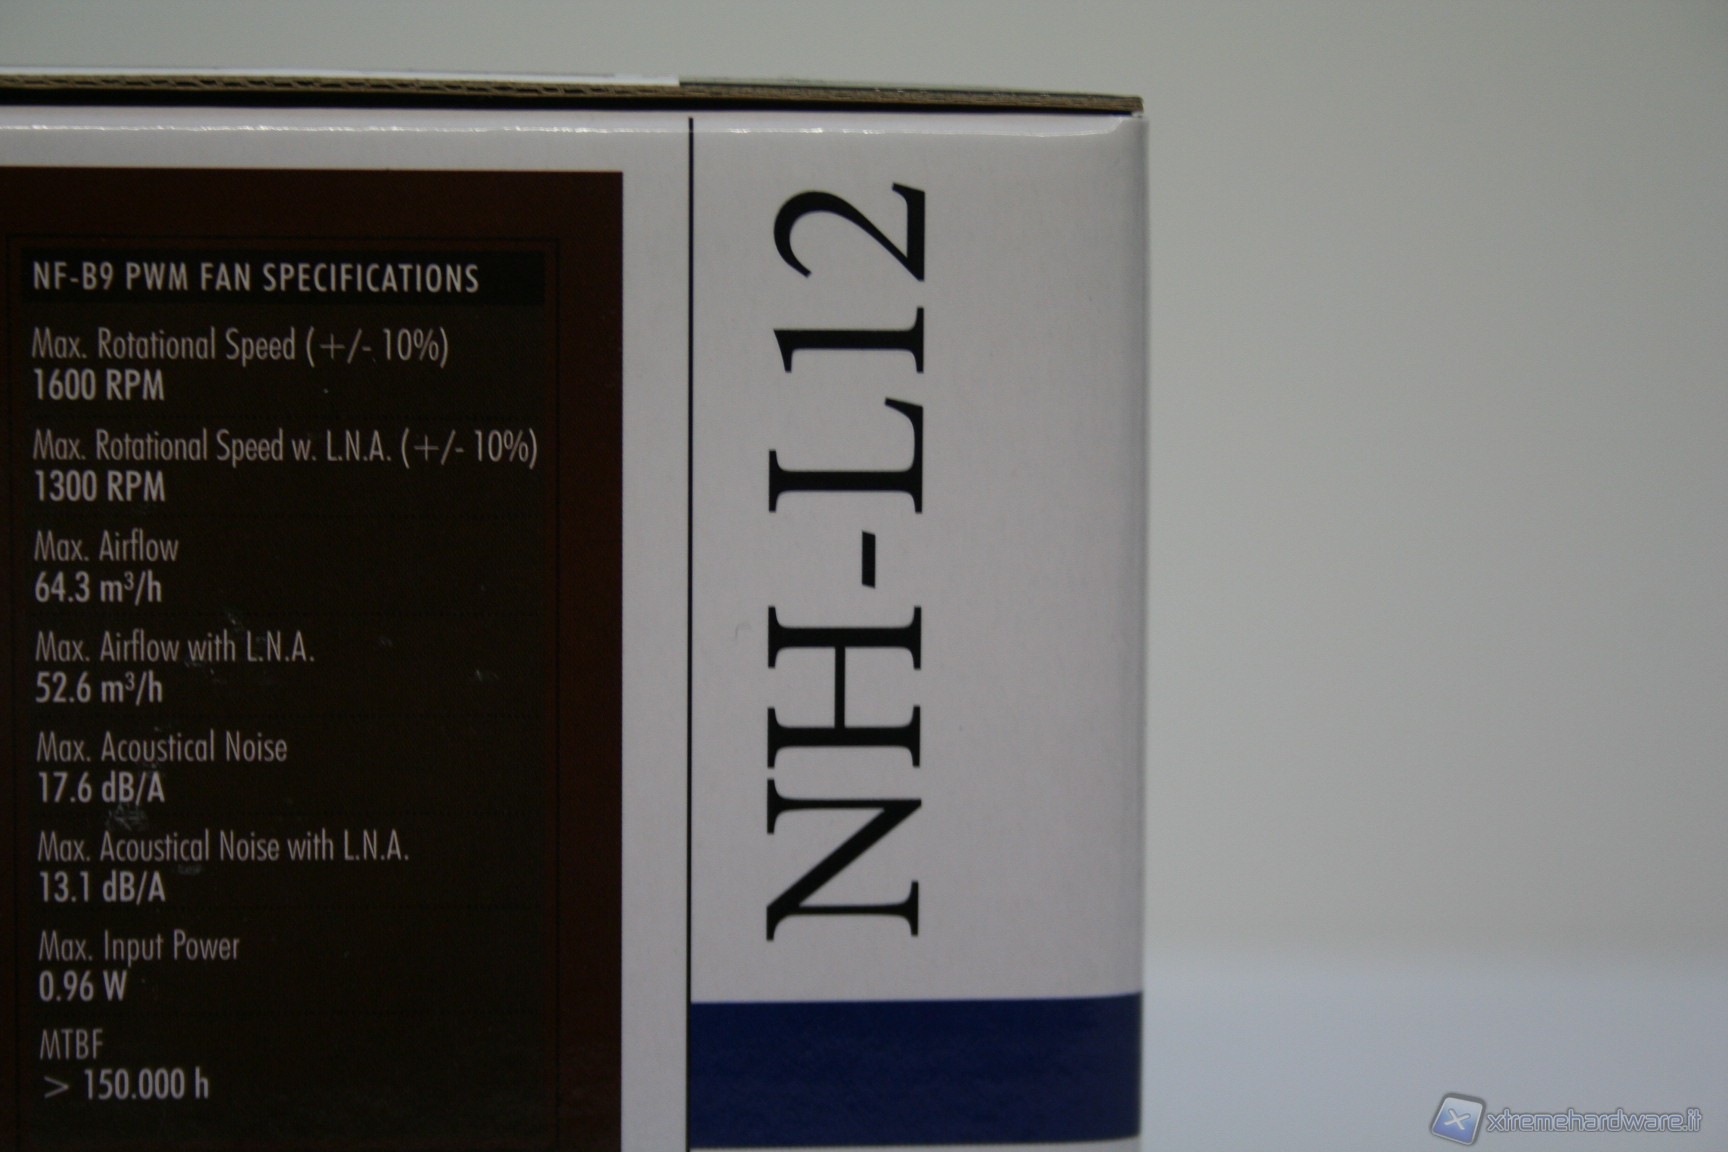 NF-B9 PWM FAN SPECIFICATIONS
Max. Rotational Speed (+/- 10%)
1600 RPM
Max. Rotational Speed w. L.N.A. (+/- 10%)
1300 RPM
Max. Airflow
64.3 m³/h
Max. Airflow with L.N.A.
52.6 m³/h
Max. Acoustical Noise
17.6 dB/A
Max. Acoustical Noise with L.N.A.
13.1 dB/A
Max. Input Power
0.96 W
MTBF
> 150.000 h
NH-L12
xtremehardware.it